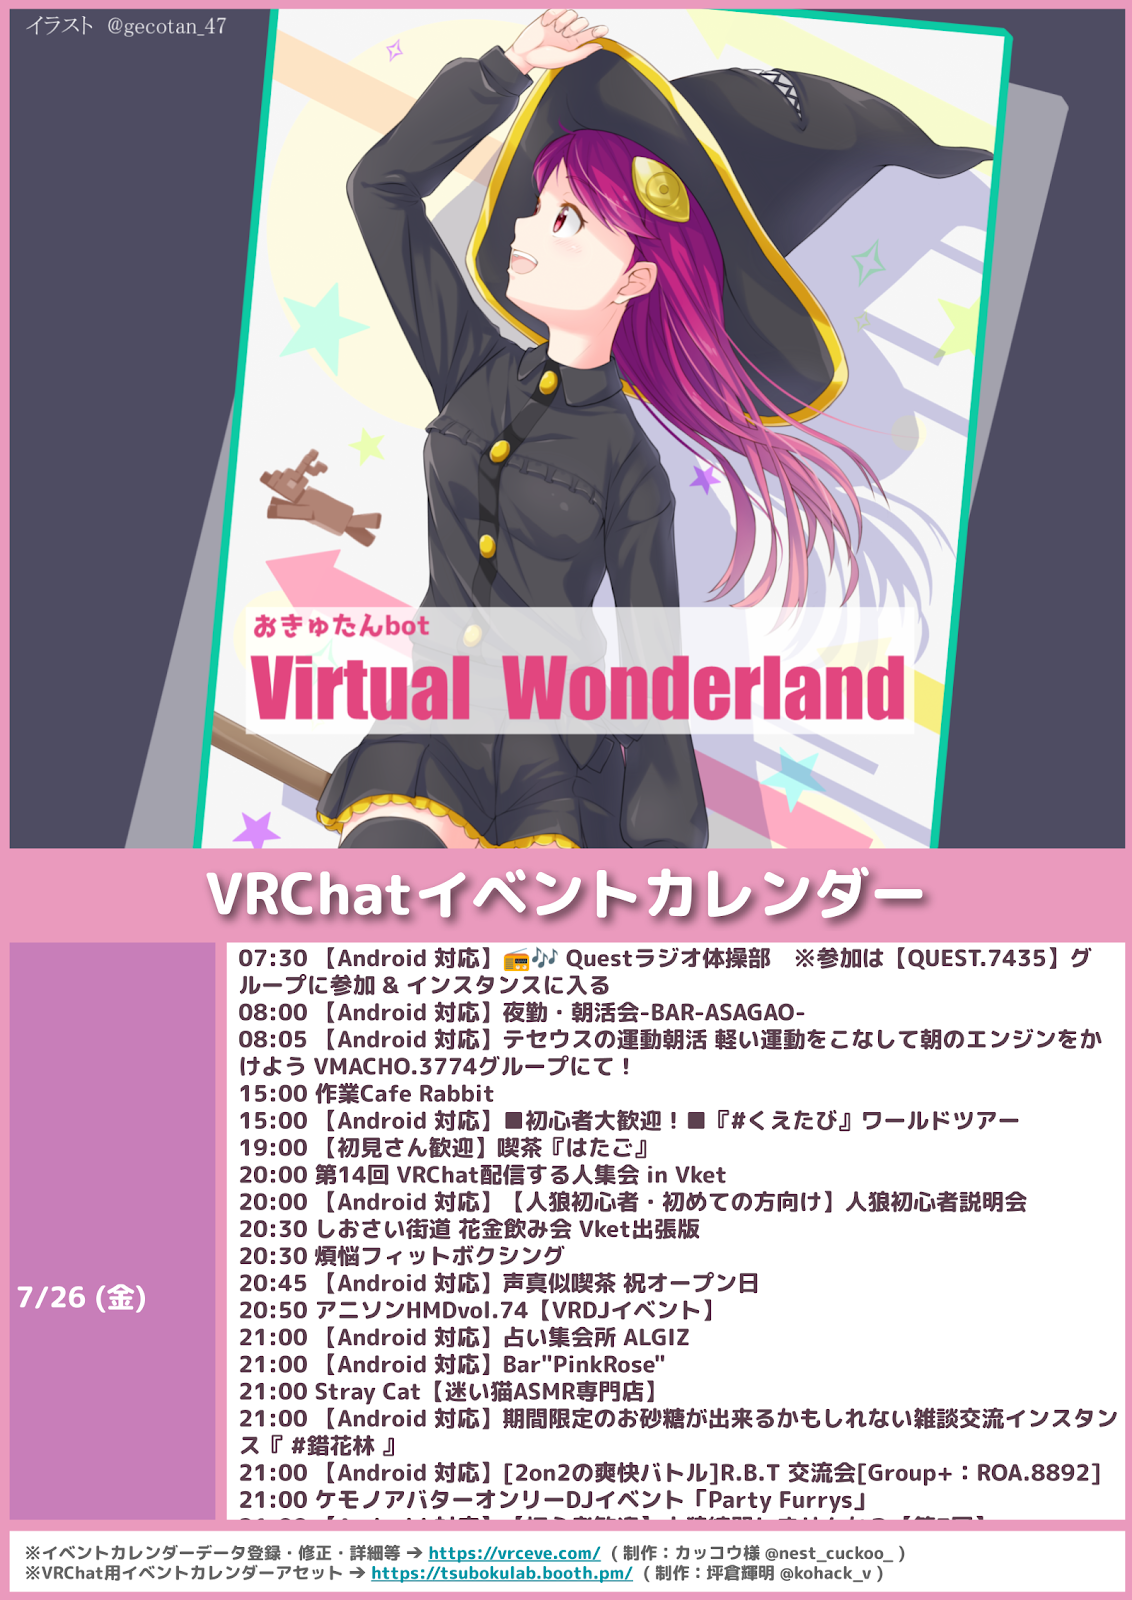 イラスト @gecotan_47
おきゅたんbot
Virtual Wonderland
VRChatイベントカレンダー
7/26 (金)
07:30 【Android 対応】📻🎶 Questラジオ体操部　※参加は【QUEST.7435】グ
ループに参加 & インスタンスに入る
08:00 【Android 対応】夜勤・朝活会-BAR-ASAGAO-
08:05 【Android 対応】テセウスの運動朝活 軽い運動をこなして朝のエンジンをか
けよう VMACHO.3774グループにて！
15:00 作業Cafe Rabbit
15:00 【Android 対応】■初心者大歓迎！■『#くえたび』ワールドツアー
19:00 【初見さん歓迎】喫茶『はたご』
20:00 第14回 VRChat配信する人集会 in Vket
20:00 【Android 対応】【人狼初心者・初めての方向け】人狼初心者説明会
20:30 しおさい街道 花金飲み会 Vket出張版
20:30 煩悩フィットボクシング
20:45 【Android 対応】声真似喫茶 祝オープン日
20:50 アニソンHMDvol.74【VRDJイベント】
21:00 【Android 対応】占い集会所 ALGIZ
21:00 【Android 対応】Bar"PinkRose"
21:00 Stray Cat【迷い猫ASMR専門店】
21:00 【Android 対応】期間限定のお砂糖が出来るかもしれない雑談交流インスタン
ス『 #錯花林 』
21:00 【Android 対応】[2on2の爽快バトル]R.B.T 交流会[Group+：ROA.8892]
21:00 ケモノアバターオンリーDJイベント「Party Furrys」
※イベントカレンダーデータ登録・修正・詳細等 ➔ https://vrceve.com/ ( 制作：カッコウ様 @nest_cuckoo_ )
※VRChat用イベントカレンダーアセット ➔ https://tsubokulab.booth.pm/ ( 制作：坪倉輝明 @kohack_v )